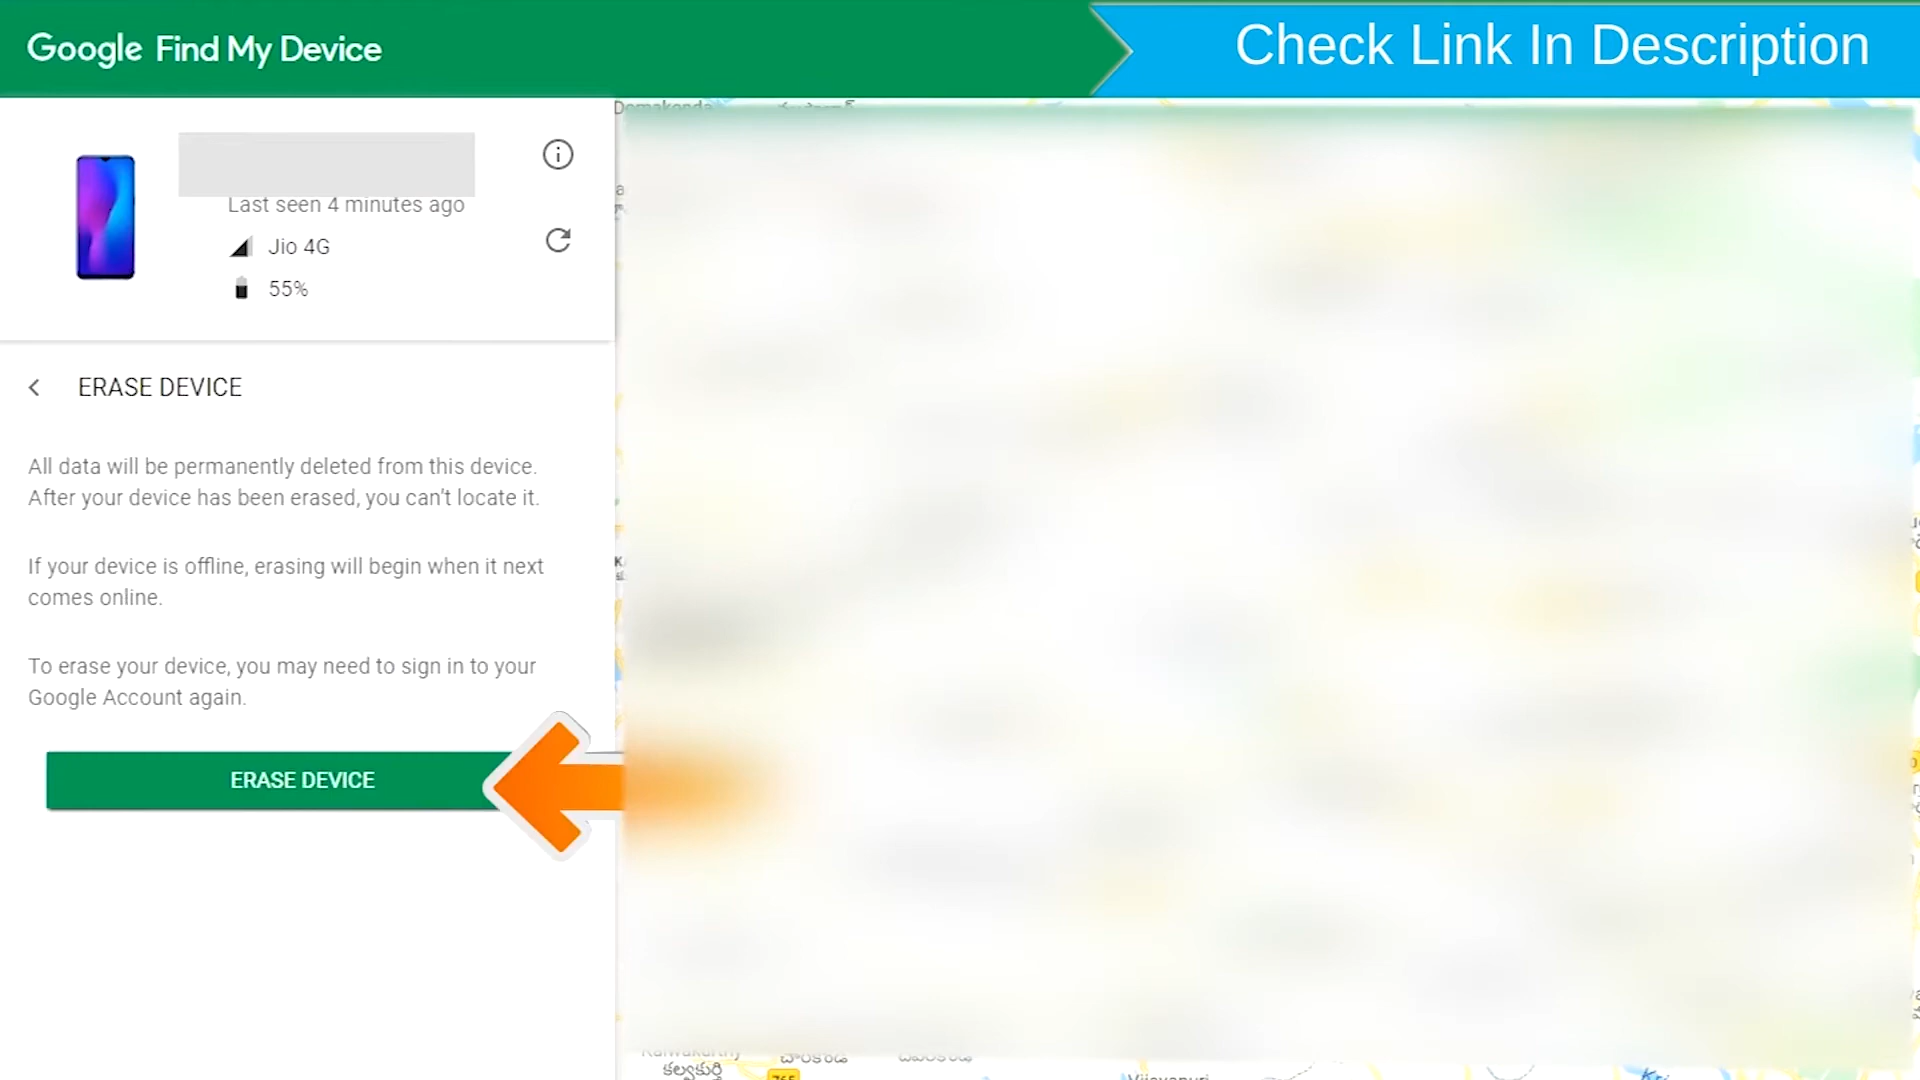 Google Find My Device
Check Link In Description
Last seen 4 minutes ago
Jio 4G
55%
ERASE DEVICE
All data will be permanently deleted from this device.
After your device has been erased, you can't locate it.
If your device is offline, erasing will begin when it next
comes online.
To erase your device, you may need to sign in to your
Google Account again.
ERASE DEVICE
కల్వకుర్తి